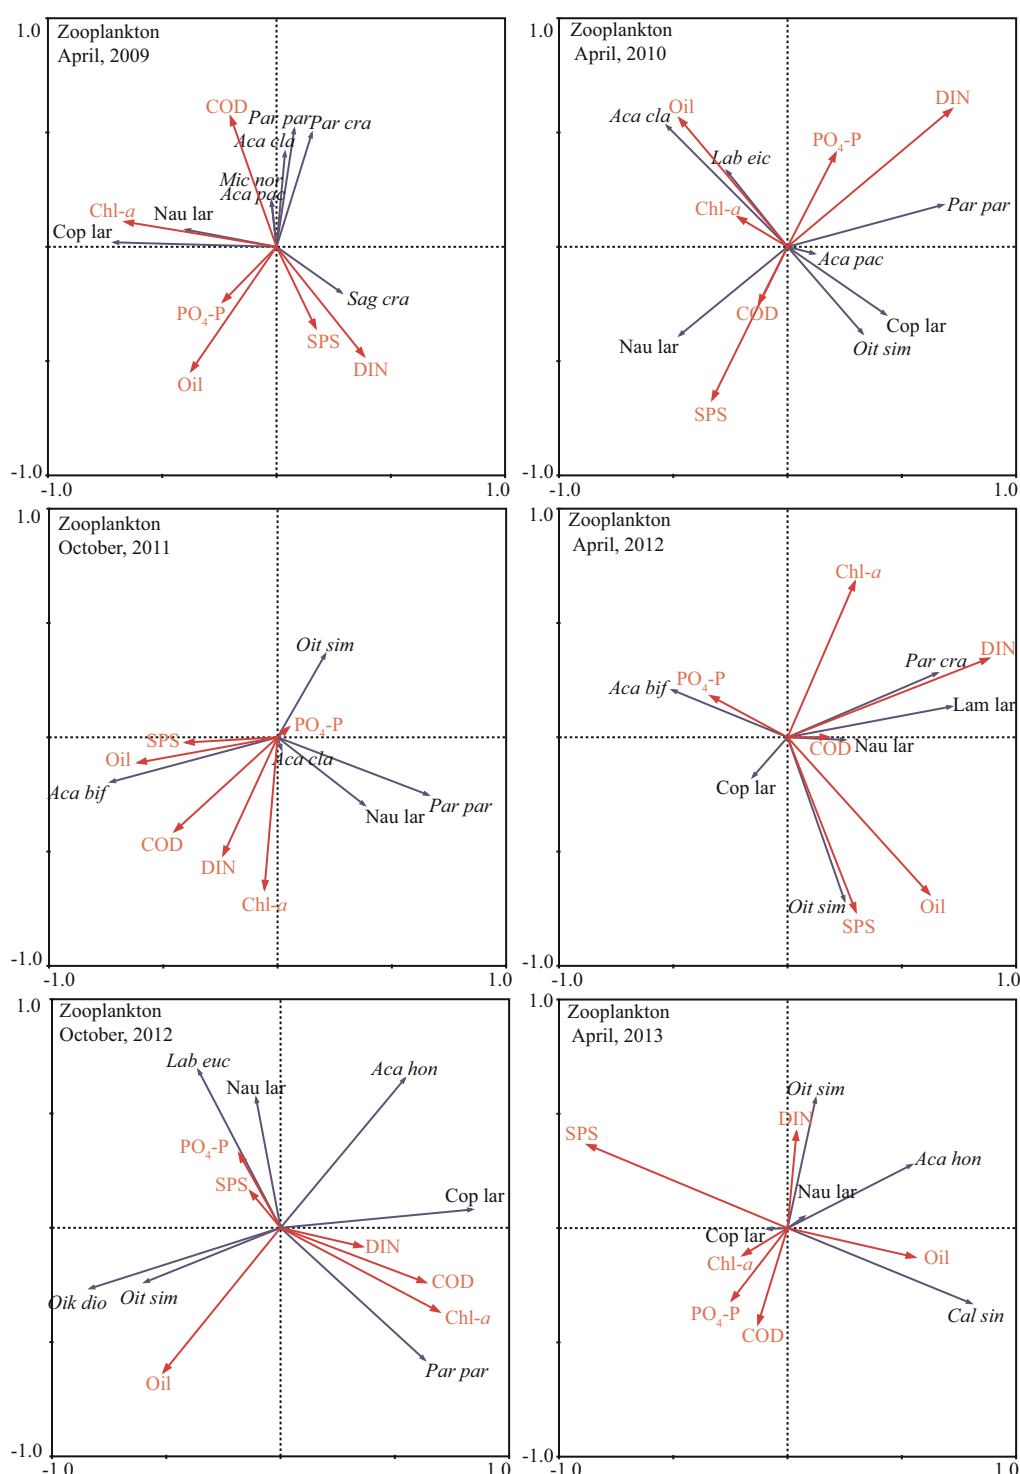 1.0
Zooplankton
April, 2009
COD
Par par
Par cra
Aca cla
Mic nor
Aca pac
Chl-a
Nau lar
Cop lar
Sag cra
PO4-P
SPS
DIN
Oil
-1.0
-1.0
1.0
1.0
Zooplankton
April, 2010
Oil
DIN
Aca cla
PO4-P
Lab eic
Chl-a
Par par
Aca pac
COD
Cop lar
Nau lar
Oit sim
SPS
-1.0
-1.0
1.0
1.0
Zooplankton
October, 2011
Oit sim
PO4-P
SPS
Oil
Aca cla
Aca bif
Par par
Nau lar
COD
DIN
Chl-a
-1.0
-1.0
1.0
1.0
Zooplankton
April, 2012
Chl-a
DIN
Par cra
PO4-P
Aca bif
Lam lar
COD
Nau lar
Cop lar
Oit sim
Oil
SPS
-1.0
-1.0
1.0
1.0
Zooplankton
October, 2012
Lab euc
Aca hon
Nau lar
PO4-P
SPS
Cop lar
DIN
COD
Oik dio
Oit sim
Chl-a
Par par
Oil
-1.0
-1.0
1.0
1.0
Zooplankton
April, 2013
Oit sim
DIN
SPS
Aca hon
Nau lar
Cop lar
Chl-a
Oil
PO4-P
Cal sin
COD
-1.0
-1.0
1.0